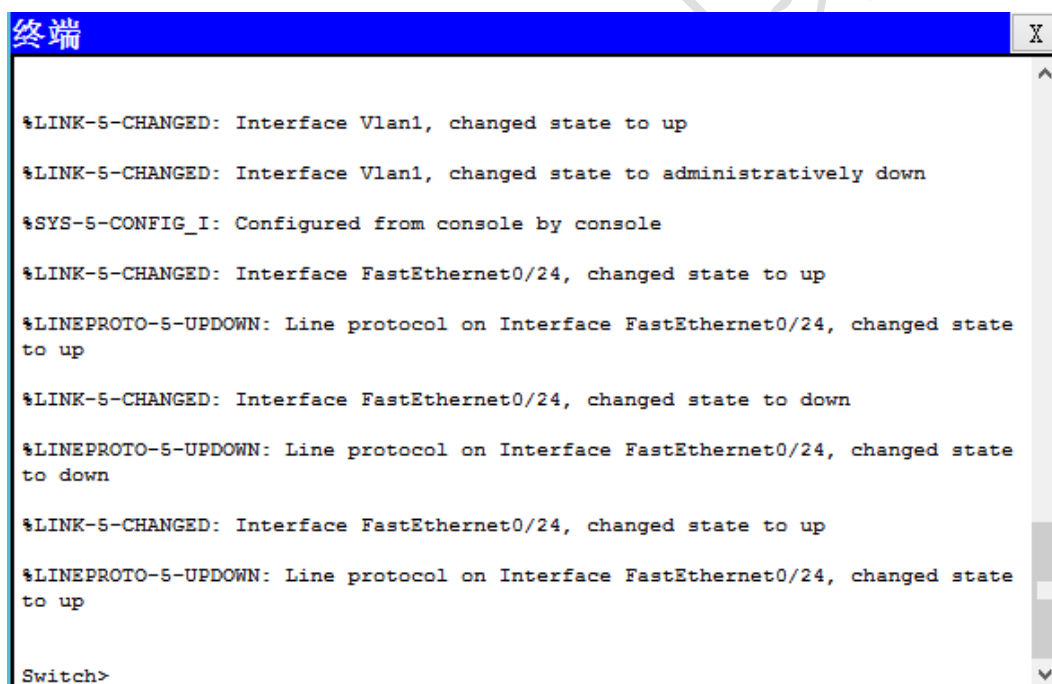 终端
X
%LINK-5-CHANGED: Interface Vlan1, changed state to up
%LINK-5-CHANGED: Interface Vlan1, changed state to administratively down
%SYS-5-CONFIG_I: Configured from console by console
%LINK-5-CHANGED: Interface FastEthernet0/24, changed state to up
%LINEPROTO-5-UPDOWN: Line protocol on Interface FastEthernet0/24, changed state
to up
%LINK-5-CHANGED: Interface FastEthernet0/24, changed state to down
%LINEPROTO-5-UPDOWN: Line protocol on Interface FastEthernet0/24, changed state
to down
%LINK-5-CHANGED: Interface FastEthernet0/24, changed state to up
%LINEPROTO-5-UPDOWN: Line protocol on Interface FastEthernet0/24, changed state
to up
Switch>